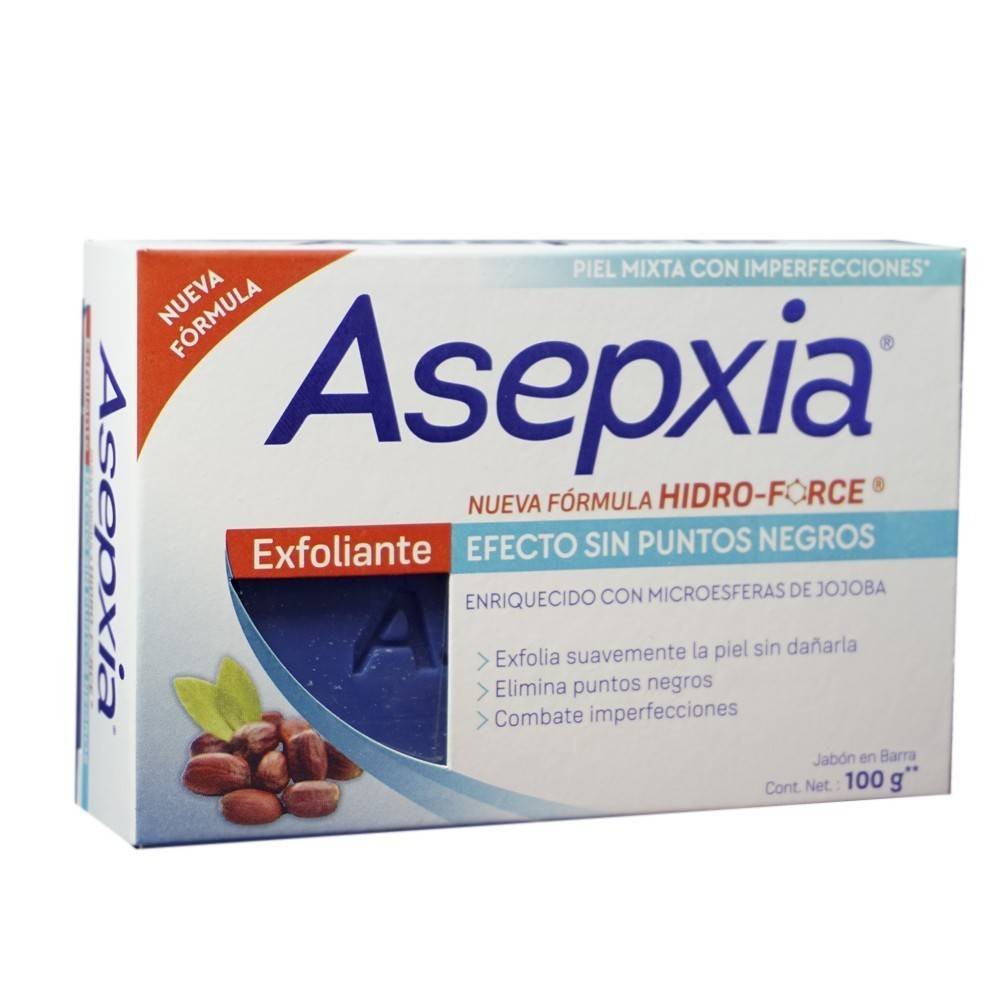 NUEVA
FÓRMULA
PIEL MIXTA CON IMPERFECCIONES*
Asepxia®
NUEVA FÓRMULA HIDRO-FORCE®
Exfoliante
EFECTO SIN PUNTOS NEGROS
ENRIQUECIDO CON MICROESFERAS DE JOJOBA
> Exfolia suavemente la piel sin dañarla
> Elimina puntos negros
> Combate imperfecciones
A
Jabón en Barra
Cont. Net. : 100 g**
Asepxia®